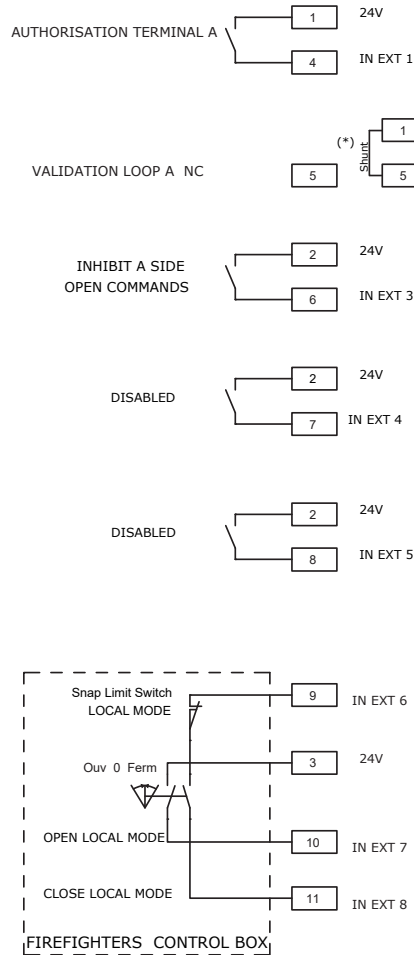 1 24V
AUTHORISATION TERMINAL A
4 IN EXT 1
(*) Shunt 1
VALIDATION LOOP A NC 5 5
2 24V
INHIBIT A SIDE
OPEN COMMANDS
6 IN EXT 3
2 24V
DISABLED
7 IN EXT 4
2 24V
DISABLED
8 IN EXT 5
Snap Limit Switch 9 IN EXT 6
LOCAL MODE
Ouv 0 Ferm 3 24V
OPEN LOCAL MODE 10 IN EXT 7
CLOSE LOCAL MODE 11 IN EXT 8
FIREFIGHTERS CONTROL BOX